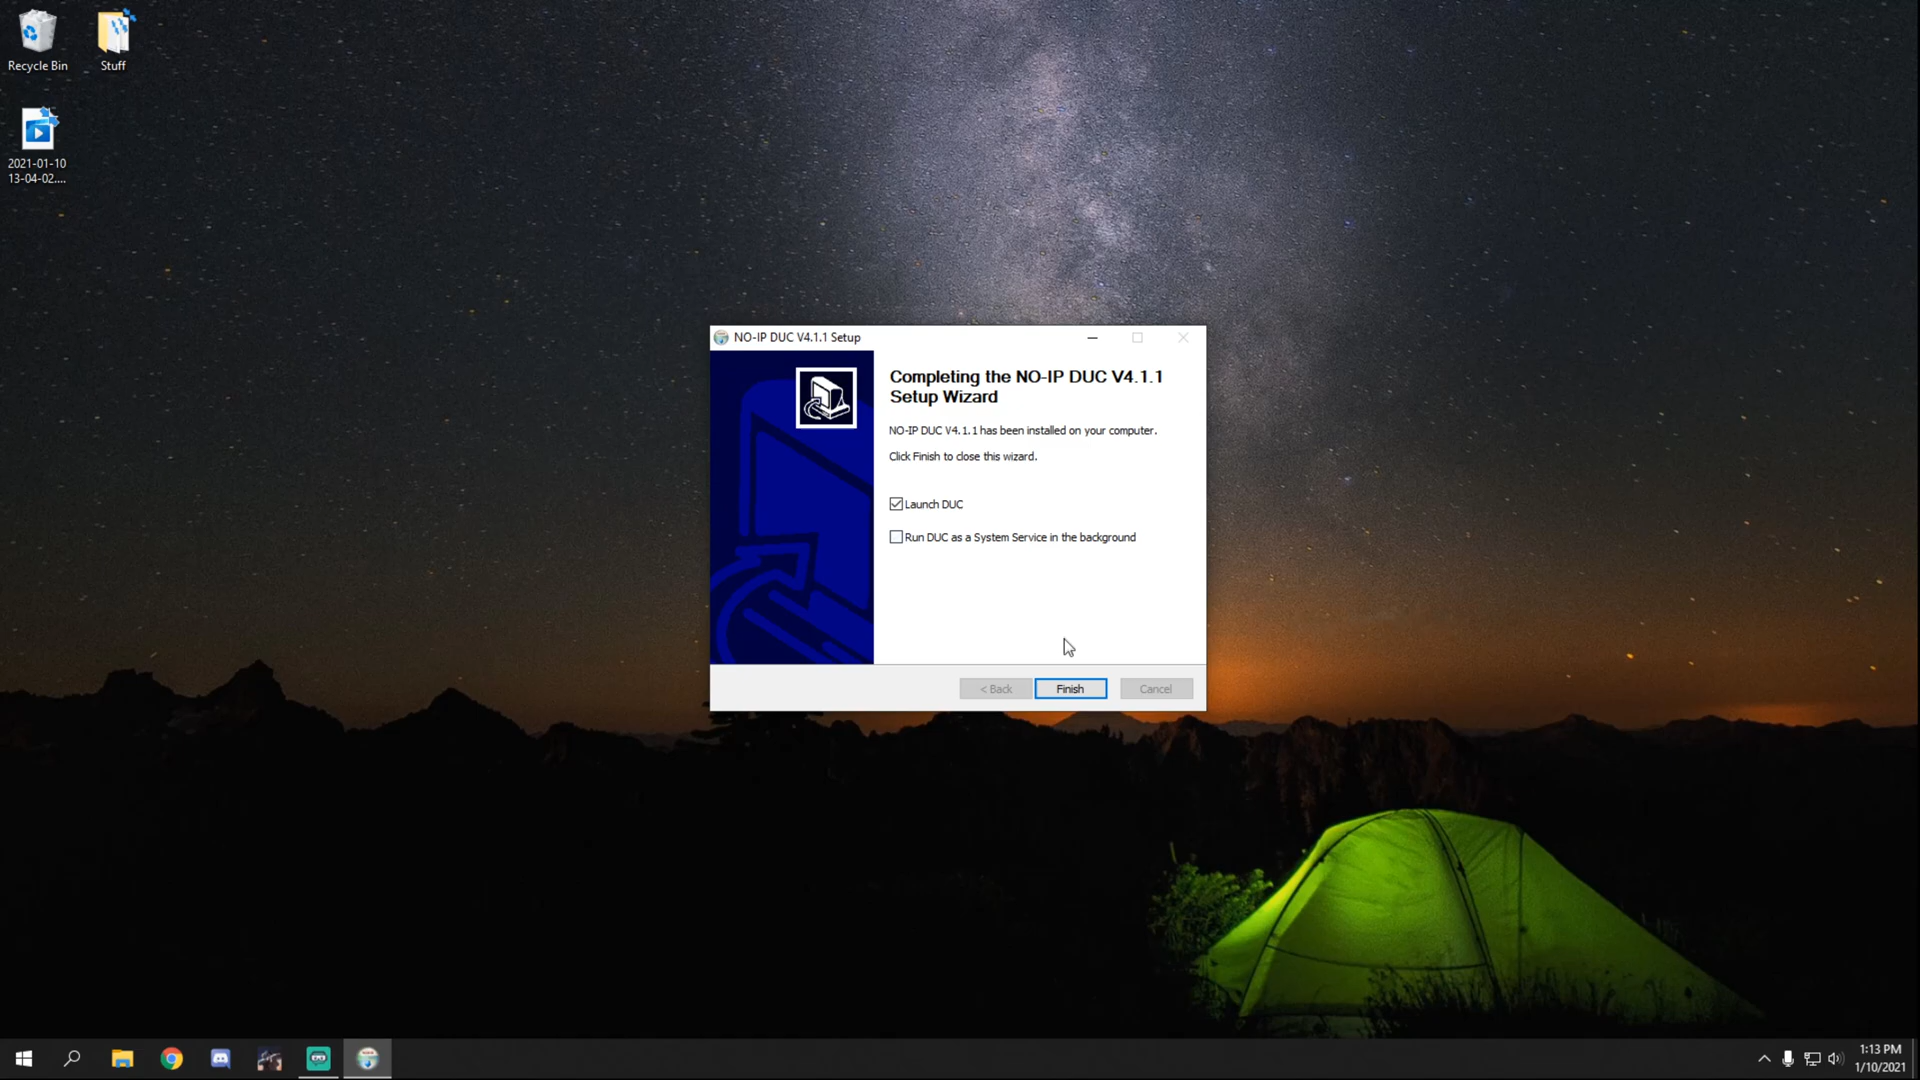 Recycle Bin
Stuff
2021-01-10
13-04-02....
NO-IP DUC V4.1.1 Setup
Completing the NO-IP DUC V4.1.1
Setup Wizard
NO-IP DUC V4.1.1 has been installed on your computer.
Click Finish to close this wizard.
Launch DUC
Run DUC as a System Service in the background
< Back
Finish
Cancel
1:13 PM
1/10/2021